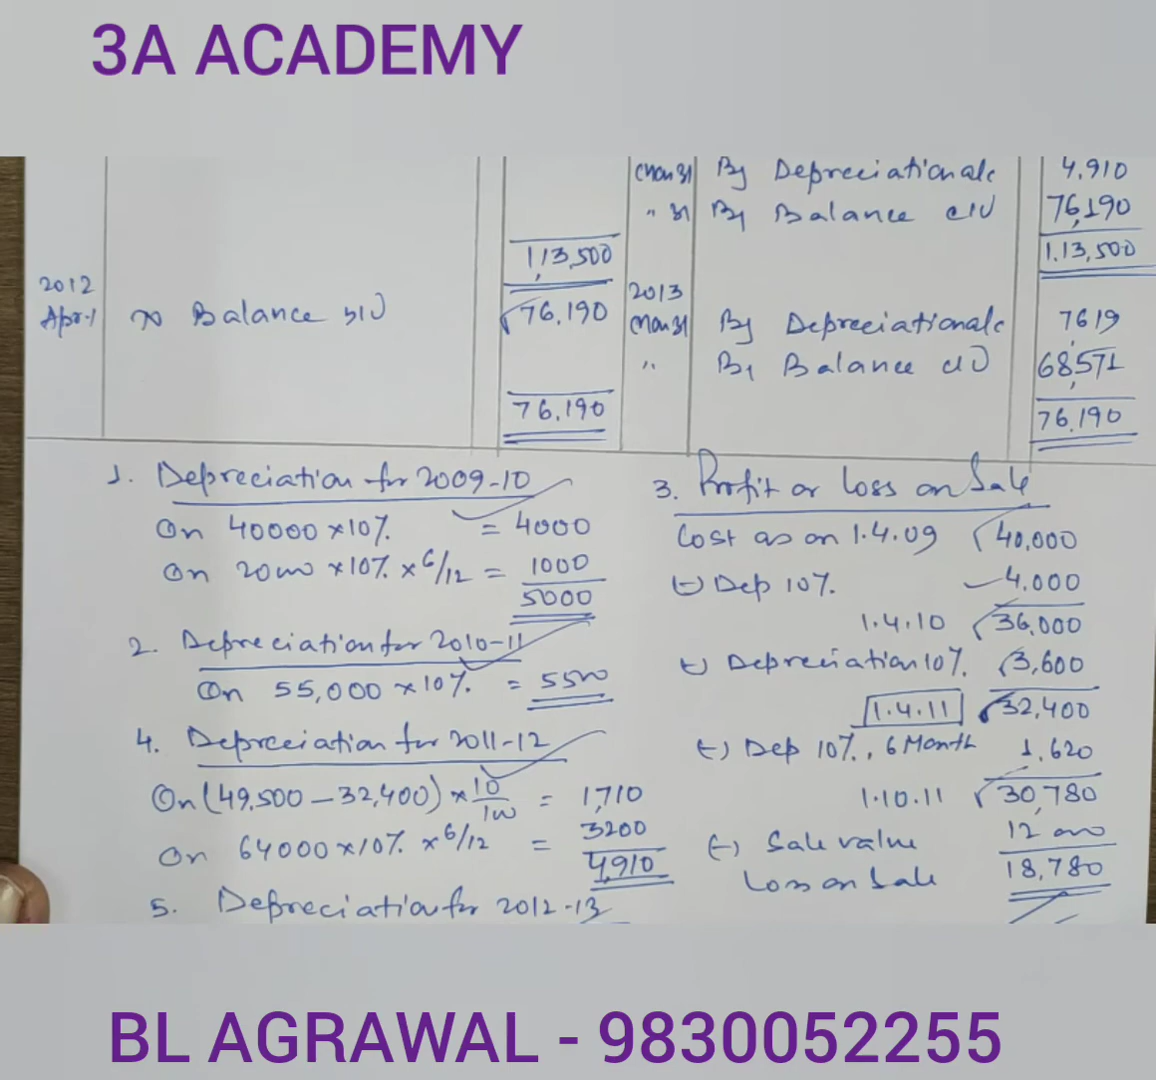 3A ACADEMY
Mar 31 By Depreciation a/c 4,910
" 31 By Balance c/d 76,190
1,13,500 1,13,500
2012 2013
Apr-1 To Balance b/d 76,190 Mar 31 By Depreciation a/c 7619
" By Balance c/d 68,571
76,190 76,190
1. Depreciation for 2009-10
On 40000 x 10% = 4000
On 20000 x 10% x 6/12 = 1000
5000
2. Depreciation for 2010-11
On 55,000 x 10% = 5500
4. Depreciation for 2011-12
On (49,500 - 32,400) x 10/100 = 1,710
On 64000 x 10% x 6/12 = 3200
4,910
5. Depreciation for 2012-13
3. Profit or loss on Sale
Cost as on 1.4.09 40,000
(-) Dep 10% 4,000
1.4.10 36,000
(-) Depreciation 10% 3,600
1.4.11 32,400
(-) Dep 10%, 6 Month 1,620
1.10.11 30,780
(-) Sale value 12000
Loss on Sale 18,780
BL AGRAWAL - 9830052255